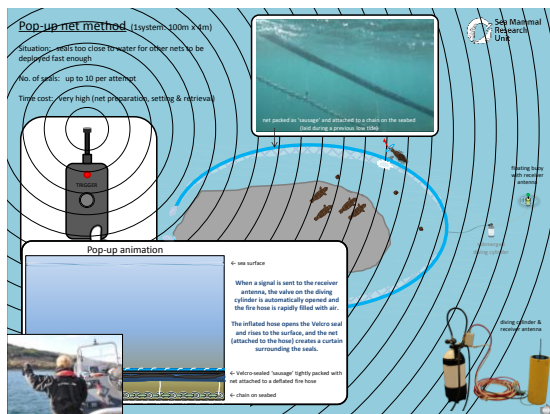 Pop-up net method (1system: 100m x 4m)
Situation: seals too close to water for other nets to be
deployed fast enough
No. of seals: up to 10 per attempt
Time cost: very high (net preparation, setting & retrieval)
net packed as 'sausage' and attached to a chain on the seabed
(laid during a previous low tide)
Sea Mammal
Research
Unit
TRIGGER
floating buoy
with receiver
antenna
submerged
diving cylinder
Pop-up animation
← sea surface
When a signal is sent to the receiver
antenna, the valve on the diving
cylinder is automatically opened and
the fire hose is rapidly filled with air.
The inflated hose opens the Velcro seal
and rises to the surface, and the net
(attached to the hose) creates a curtain
surrounding the seals.
← Velcro-sealed 'sausage' tightly packed with
net attached to a deflated fire hose
← chain on seabed
diving cylinder &
receiver antenna